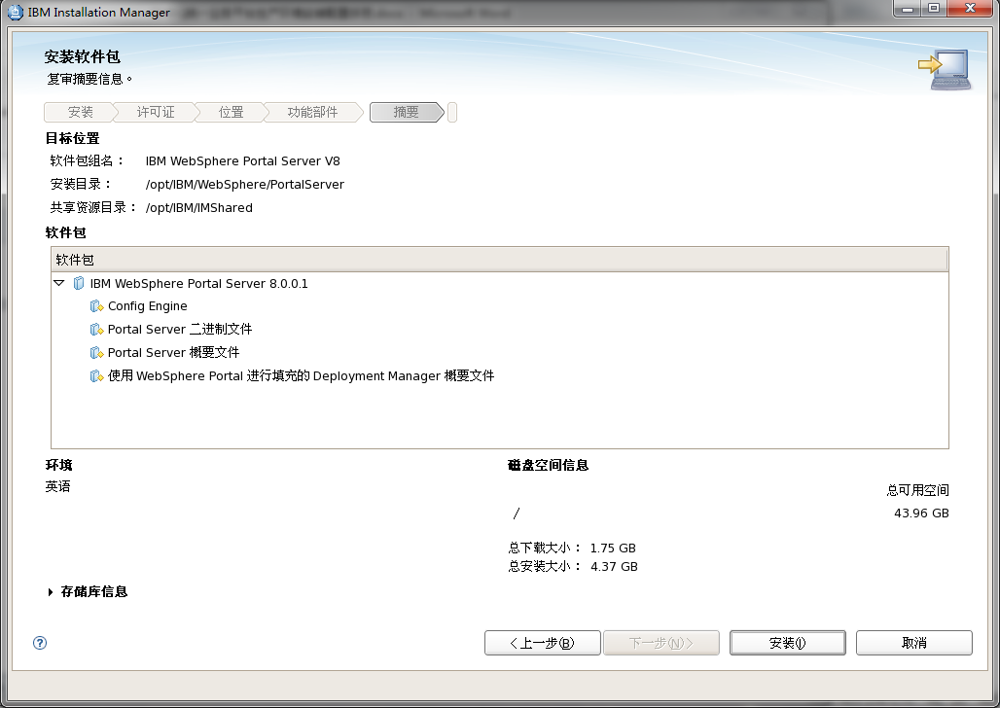 IBM Installation Manager
安装软件包
复审摘要信息。
安装 许可证 位置 功能部件 摘要
目标位置
软件包组名： IBM WebSphere Portal Server V8
安装目录： /opt/IBM/WebSphere/PortalServer
共享资源目录： /opt/IBM/IMShared
软件包
软件包
IBM WebSphere Portal Server 8.0.0.1
Config Engine
Portal Server 二进制文件
Portal Server 概要文件
使用 WebSphere Portal 进行填充的 Deployment Manager 概要文件
环境
英语
磁盘空间信息
总可用空间
/ 43.96 GB
总下载大小： 1.75 GB
总安装大小： 4.37 GB
存储库信息
?
<上一步(B) 下一步(N)> 安装(I) 取消